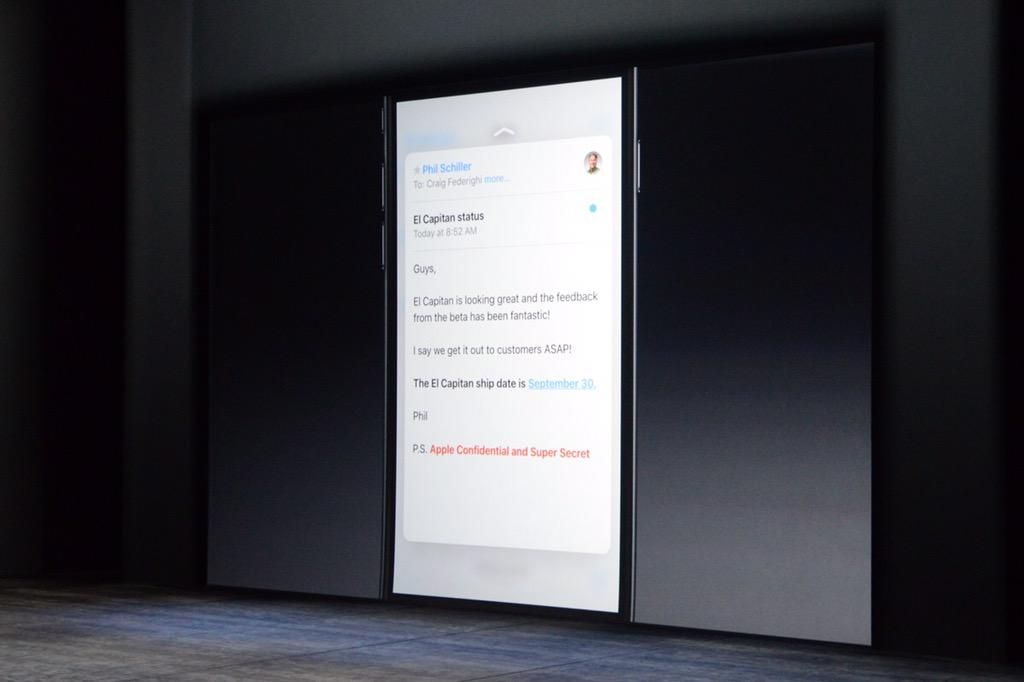 Phil Schiller
To: Craig Federighi more...
El Capitan status
Today at 8:52 AM
Guys,
El Capitan is looking great and the feedback
from the beta has been fantastic!
I say we get it out to customers ASAP!
The El Capitan ship date is September 30.
Phil
P.S. Apple Confidential and Super Secret